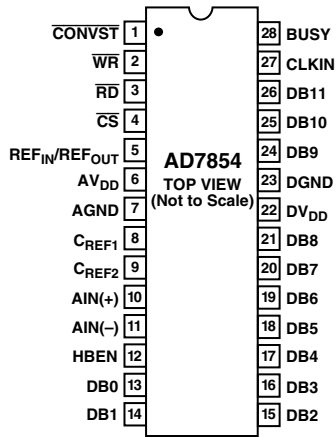 CONVST 1
WR 2
RD 3
CS 4
REFIN/REFOUT 5
AVDD 6
AGND 7
CREF1 8
CREF2 9
AIN(+) 10
AIN(–) 11
HBEN 12
DB0 13
DB1 14
AD7854
TOP VIEW
(Not to Scale)
28 BUSY
27 CLKIN
26 DB11
25 DB10
24 DB9
23 DGND
22 DVDD
21 DB8
20 DB7
19 DB6
18 DB5
17 DB4
16 DB3
15 DB2